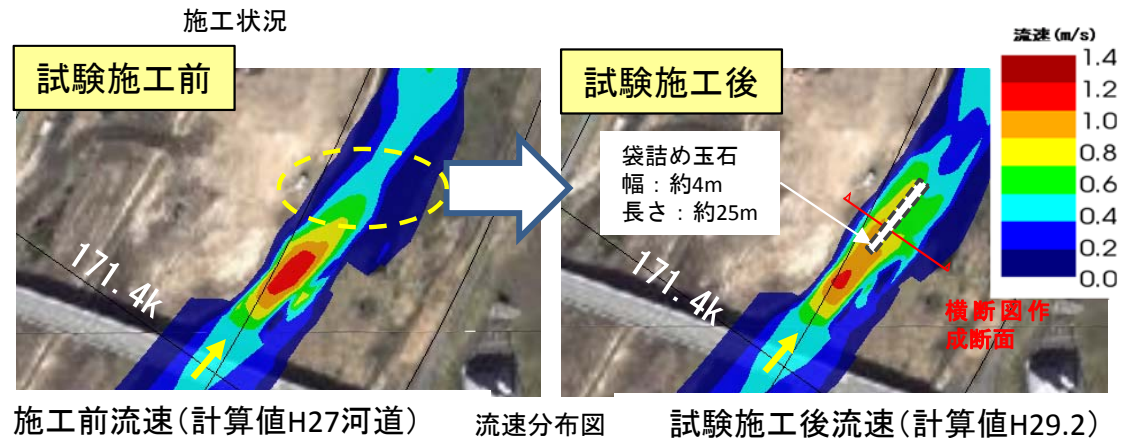 施工状況
試験施工前
試験施工後
袋詰め玉石
幅：約4m
長さ：約25m
流速(m/s)
1.4
1.2
1.0
0.8
0.6
0.4
0.2
0.0
171.4k
171.4k
横断図作
成断面
施工前流速(計算値H27河道)
流速分布図
試験施工後流速(計算値H29.2)